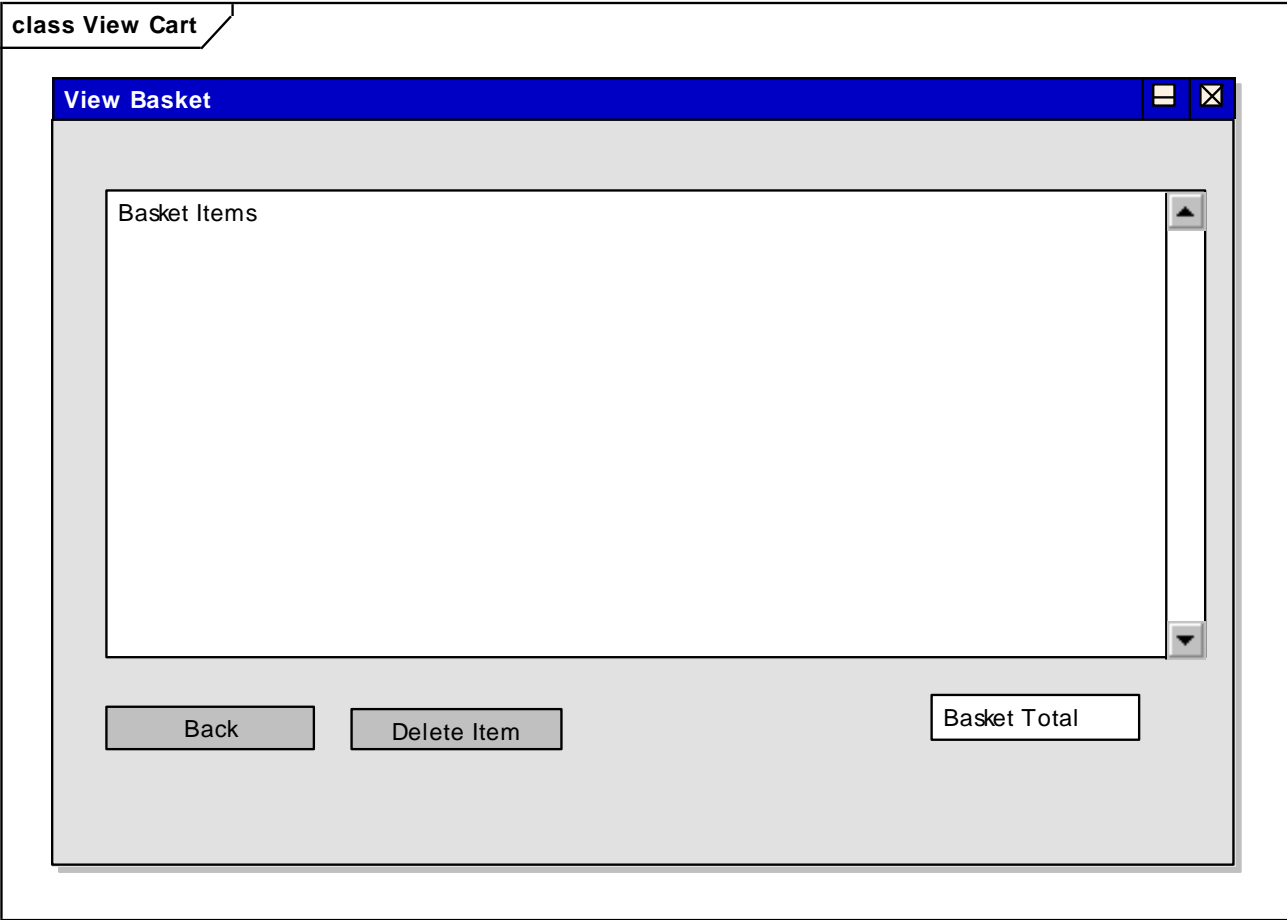 class View Cart
View Basket
Basket Items
Back
Delete Item
Basket Total